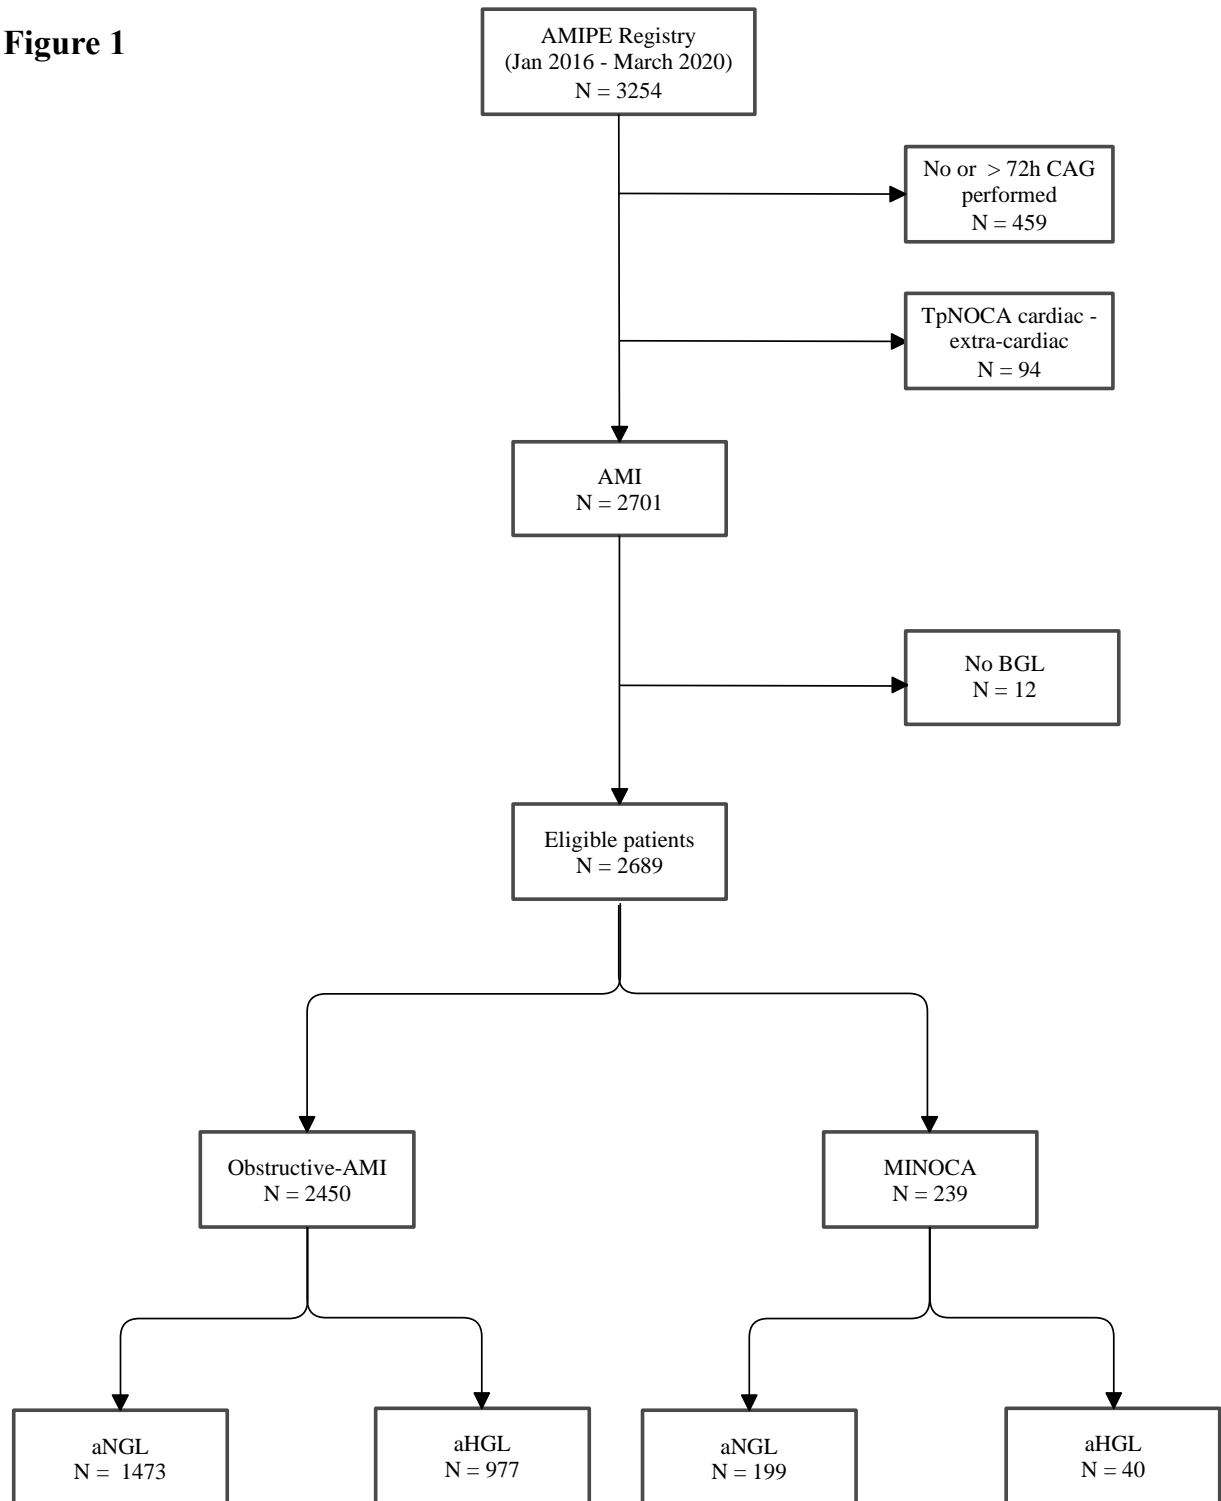 Figure 1
AMIPE Registry
(Jan 2016 - March 2020)
N = 3254
No or > 72h CAG
performed
N = 459
TpNOCA cardiac -
extra-cardiac
N = 94
AMI
N = 2701
No BGL
N = 12
Eligible patients
N = 2689
Obstructive-AMI
N = 2450
MINOCA
N = 239
aNGL
N = 1473
aHGL
N = 977
aNGL
N = 199
aHGL
N = 40